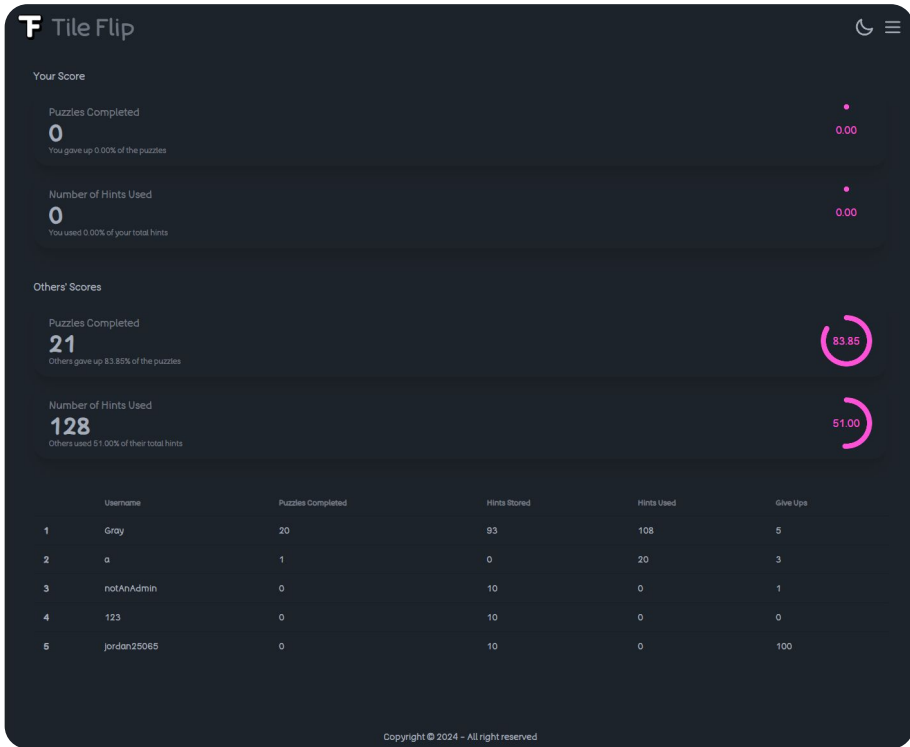 TF Tile Flip
Your Score
Puzzles Completed
0
You gave up 0.00% of the puzzles
0.00
Number of Hints Used
0
You used 0.00% of your total hints
0.00
Others' Scores
Puzzles Completed
21
Others gave up 83.85% of the puzzles
83.85
Number of Hints Used
128
Others used 51.00% of their total hints
51.00
Username Puzzles Completed Hints Stored Hints Used Give Ups
1 Gray 20 93 108 5
2 a 1 0 20 3
3 notAnAdmin 0 10 0 1
4 123 0 10 0 0
5 jordan25065 0 10 0 100
Copyright © 2024 - All right reserved